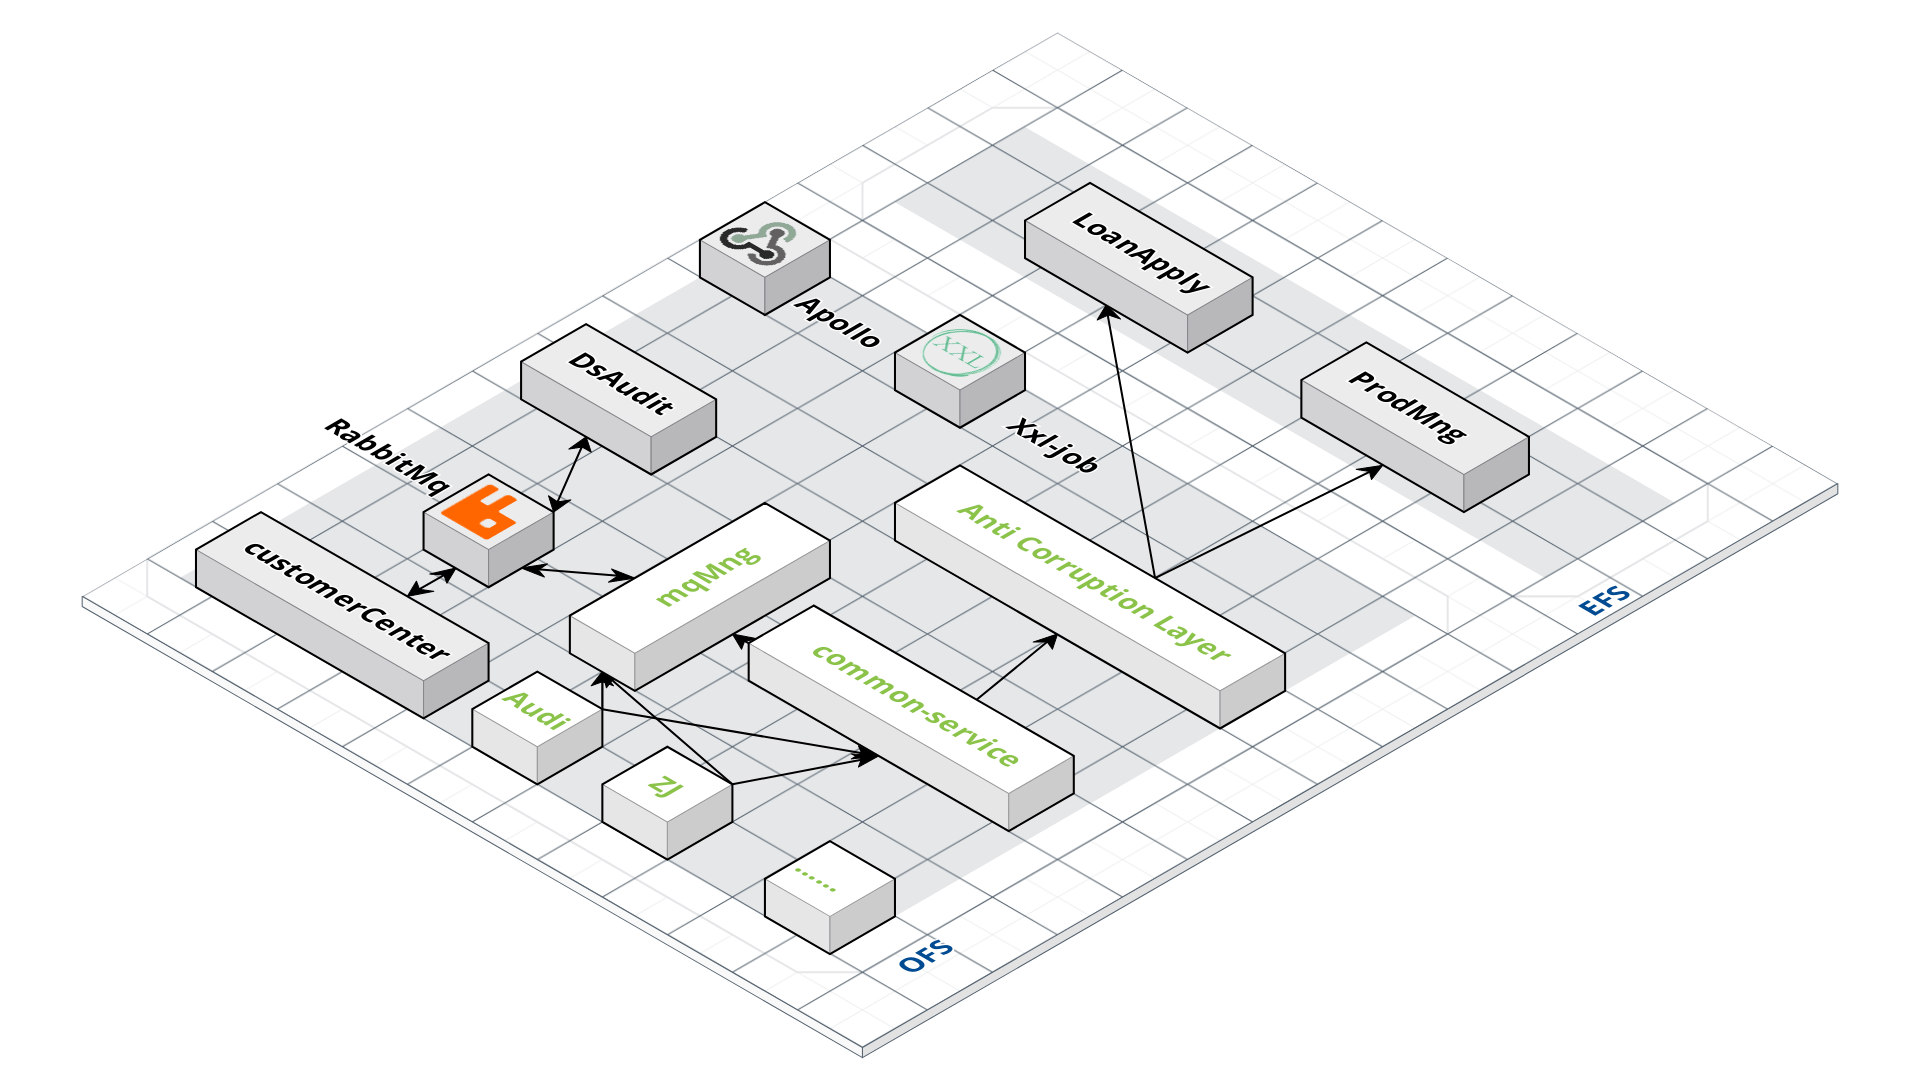 LoanApply
Apollo
XXL
DsAudit
ProdMng
Xxl-job
RabbitMq
customerCenter
mqMng
Anti Corruption Layer
EFS
common-service
Audi
ZJ
......
OFS